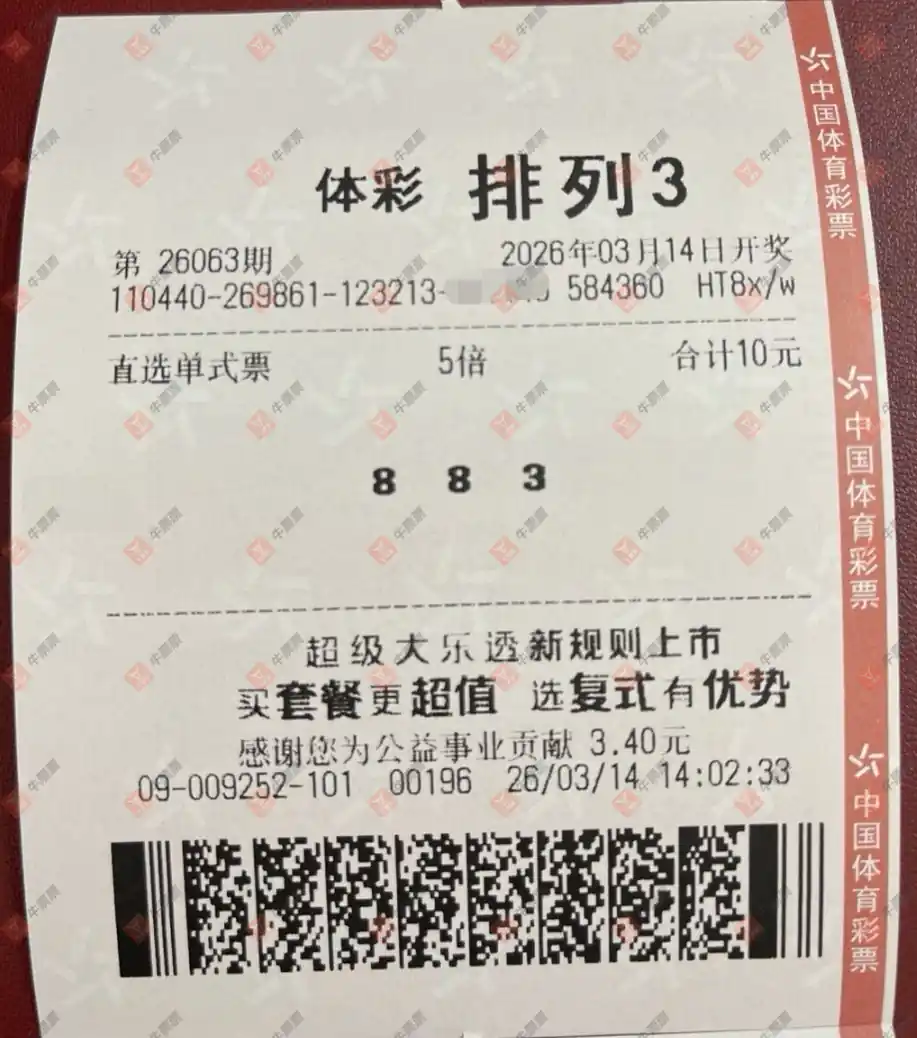 体彩 排列3
第 26063期 2026年03月14日开奖
110440-269861-123213- 584360 HT8x/w
直选单式票 5倍 合计10元
8 8 3
超级大乐透新规则上市
买套餐更超值 选复式有优势
感谢您为公益事业贡献 3.40元
09-009252-101 00196 26/03/14 14:02:33
中国体育彩票
中国体育彩票
中国体育彩票